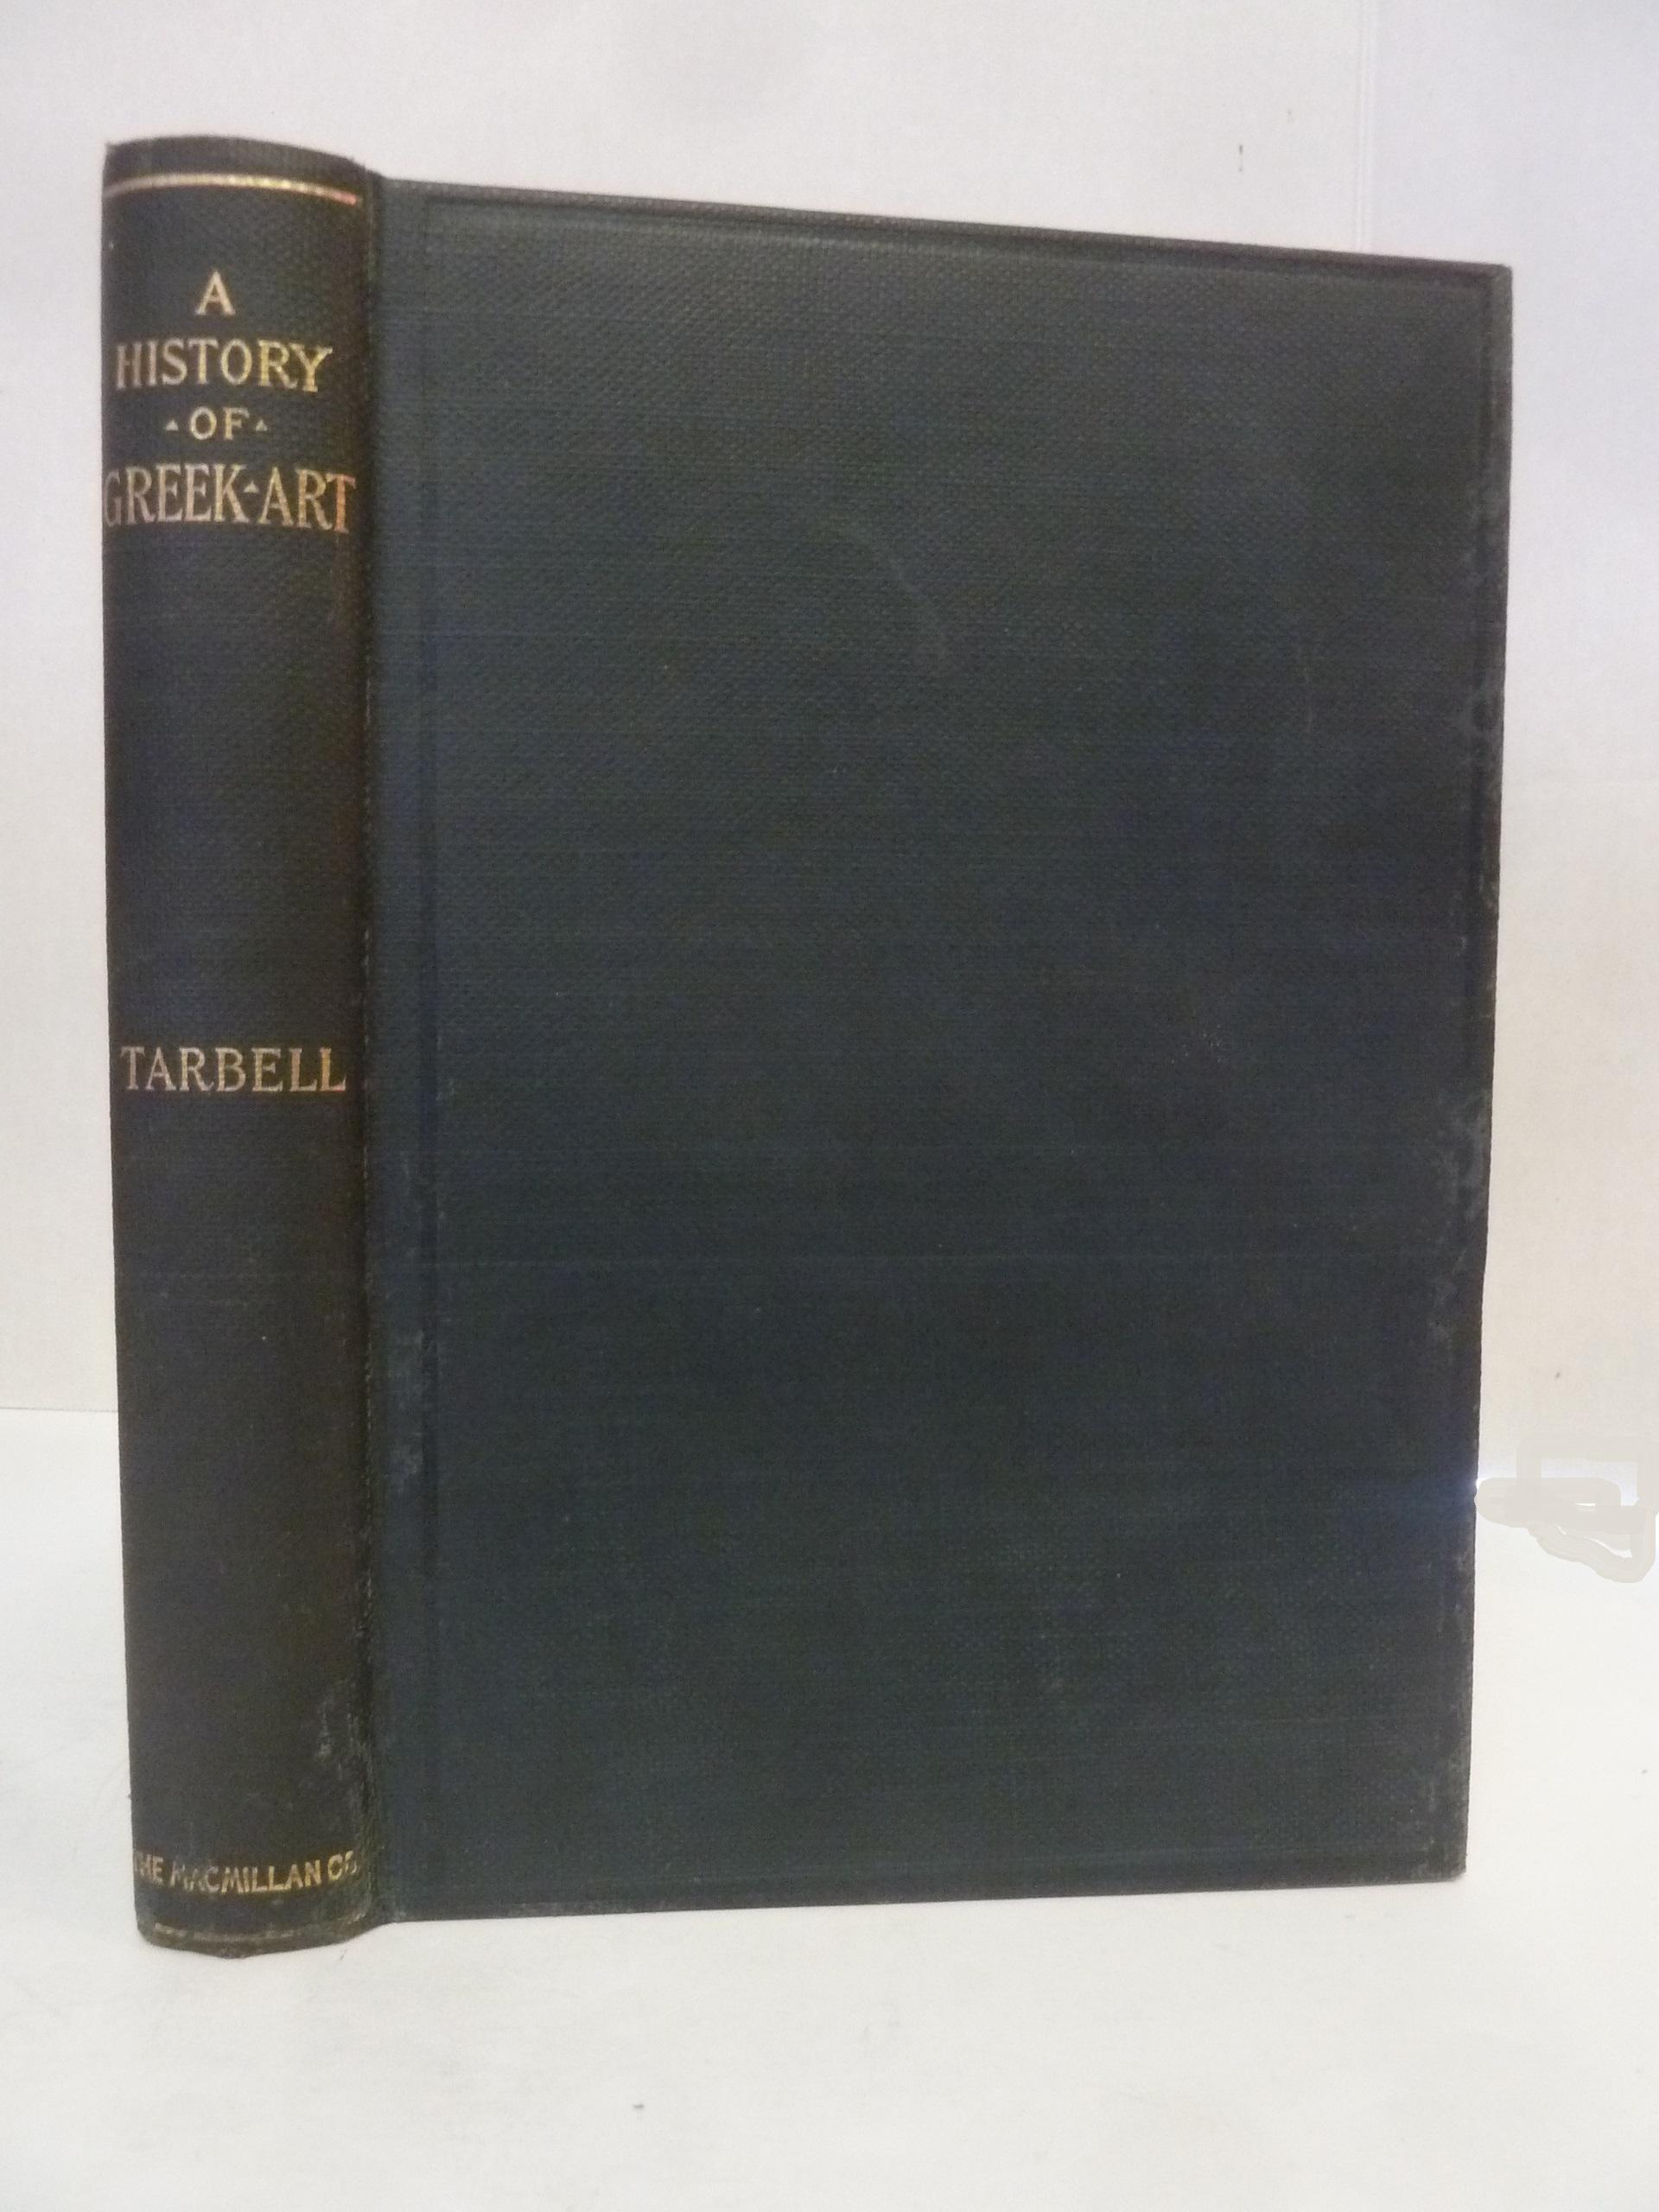 A
HISTORY
▴OF▴
GREEK▴ART
TARBELL
THE MACMILLAN CO.